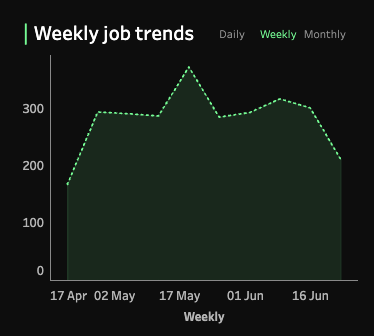 Weekly job trends
Daily Weekly Monthly
300
200
100
0
17 Apr 02 May 17 May 01 Jun 16 Jun
Weekly